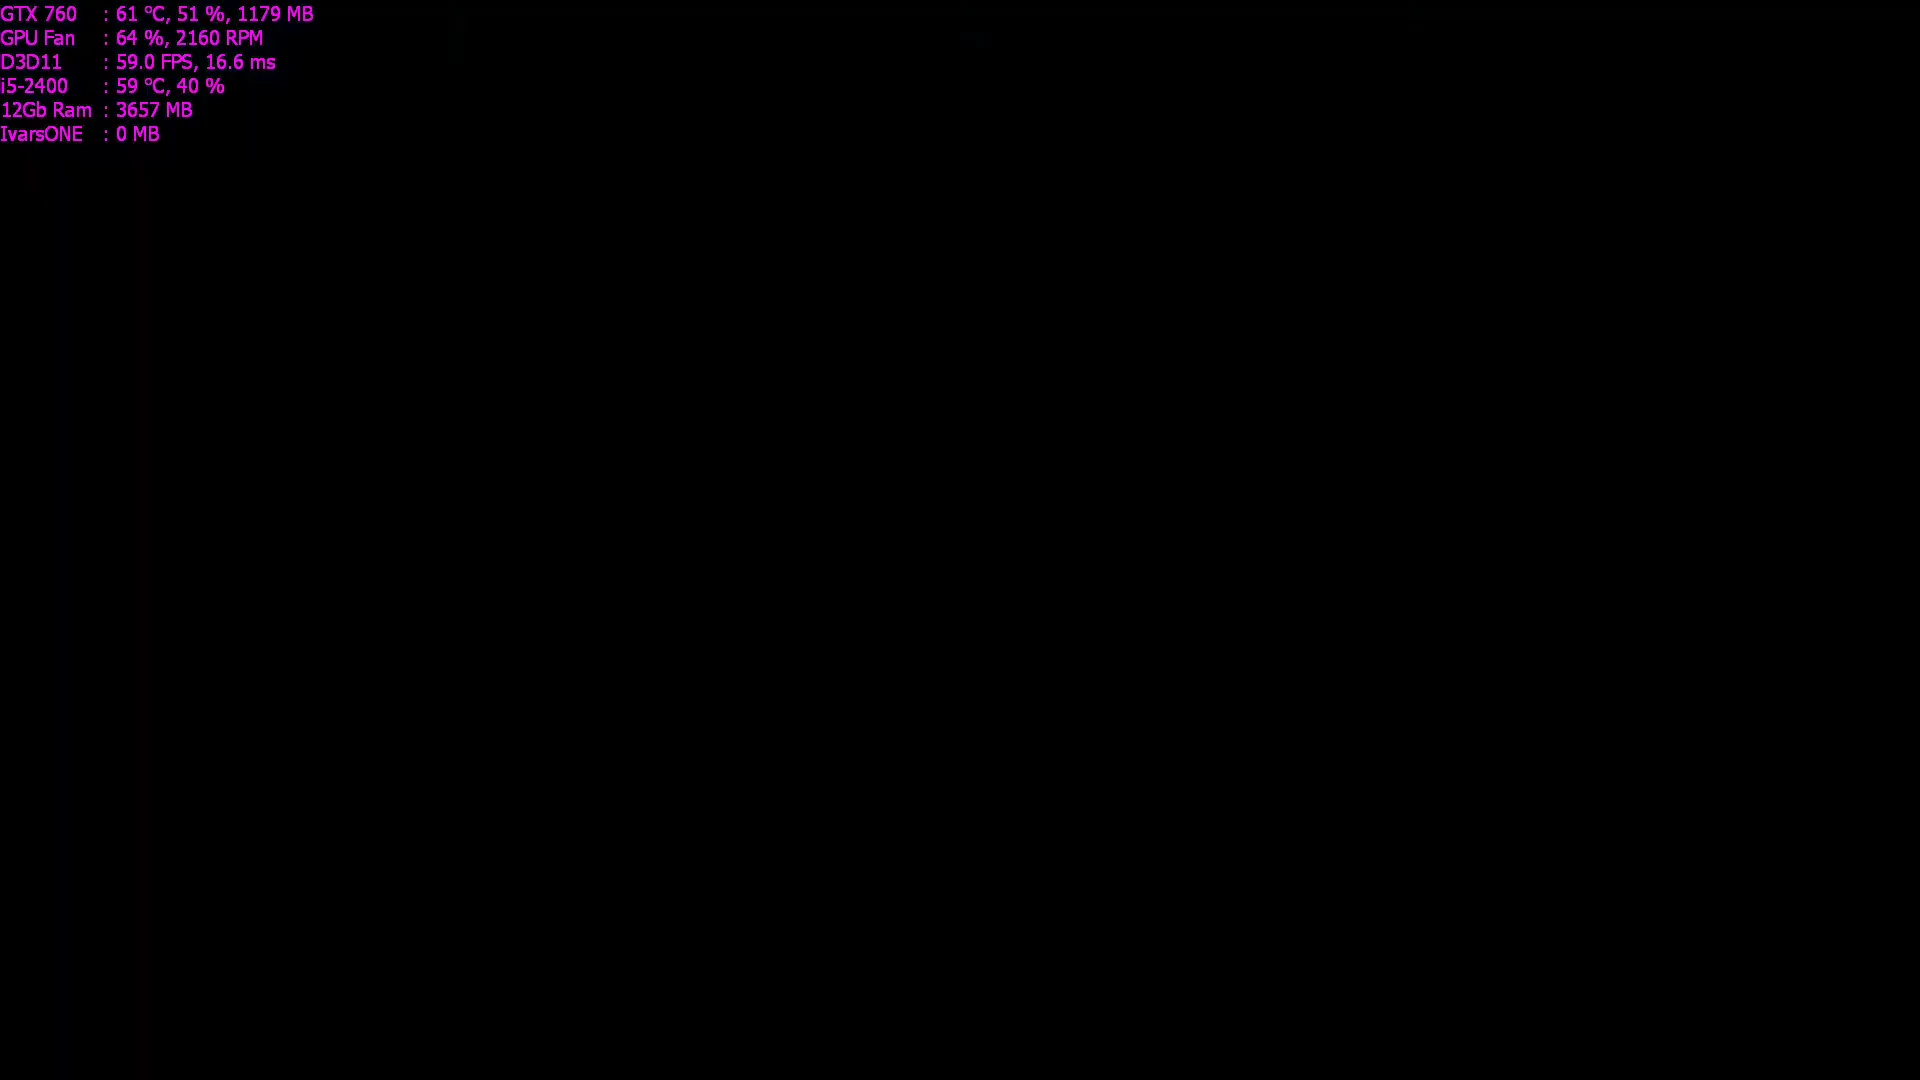 GTX 760 : 61 °C, 51 %, 1179 MB
GPU Fan : 64 %, 2160 RPM
D3D11 : 59.0 FPS, 16.6 ms
i5-2400 : 59 °C, 40 %
12Gb Ram : 3657 MB
IvarsONE : 0 MB